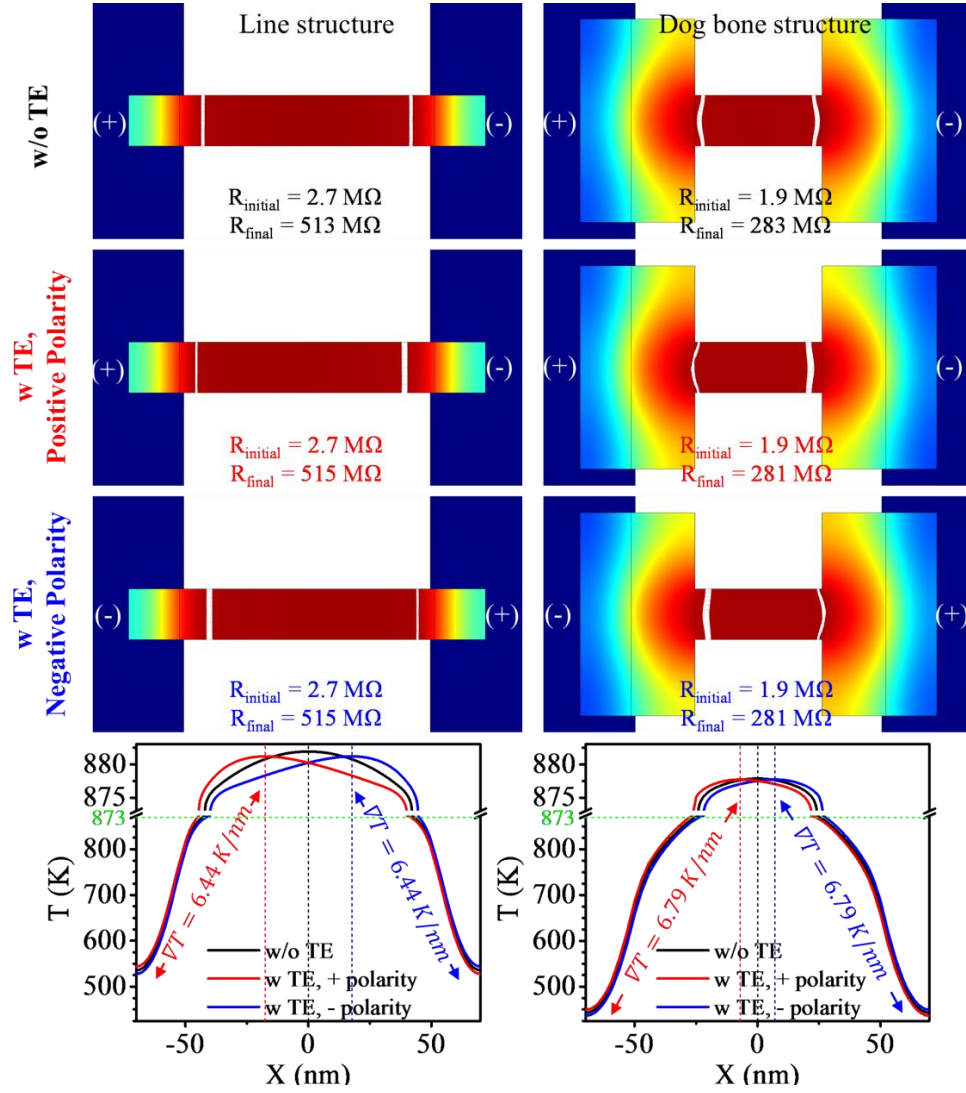 Line structure
Dog bone structure
w/o TE
(+)
(-)
R_initial = 2.7 MΩ
R_final = 513 MΩ
(+)
(-)
R_initial = 1.9 MΩ
R_final = 283 MΩ
w TE,
Positive Polarity
(+)
(-)
R_initial = 2.7 MΩ
R_final = 515 MΩ
(+)
(-)
R_initial = 1.9 MΩ
R_final = 281 MΩ
w TE,
Negative Polarity
(-)
(+)
R_initial = 2.7 MΩ
R_final = 515 MΩ
(-)
(+)
R_initial = 1.9 MΩ
R_final = 281 MΩ
T (K)
880
875
873
800
700
600
500
∇T = 6.44 K/nm
∇T = 6.44 K/nm
w/o TE
w TE, + polarity
w TE, - polarity
-50
0
50
X (nm)
880
875
873
800
700
600
500
∇T = 6.79 K/nm
∇T = 6.79 K/nm
w/o TE
w TE, + polarity
w TE, - polarity
-50
0
50
X (nm)